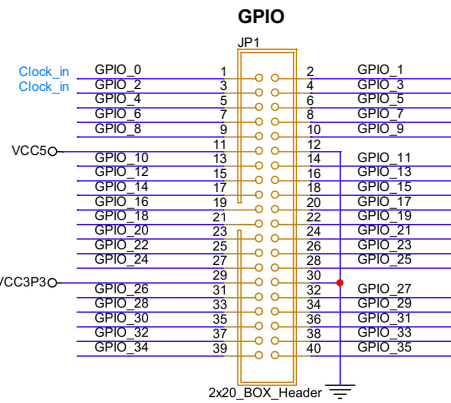 GPIO
JP1
Clock_in GPIO_0 1 2 GPIO_1
Clock_in GPIO_2 3 4 GPIO_3
GPIO_4 5 6 GPIO_5
GPIO_6 7 8 GPIO_7
GPIO_8 9 10 GPIO_9
VCC5 11 12
GPIO_10 13 14 GPIO_11
GPIO_12 15 16 GPIO_13
GPIO_14 17 18 GPIO_15
GPIO_16 19 20 GPIO_17
GPIO_18 21 22 GPIO_19
GPIO_20 23 24 GPIO_21
GPIO_22 25 26 GPIO_23
GPIO_24 27 28 GPIO_25
VCC3P3 29 30
GPIO_26 31 32 GPIO_27
GPIO_28 33 34 GPIO_29
GPIO_30 35 36 GPIO_31
GPIO_32 37 38 GPIO_33
GPIO_34 39 40 GPIO_35
2x20_BOX_Header